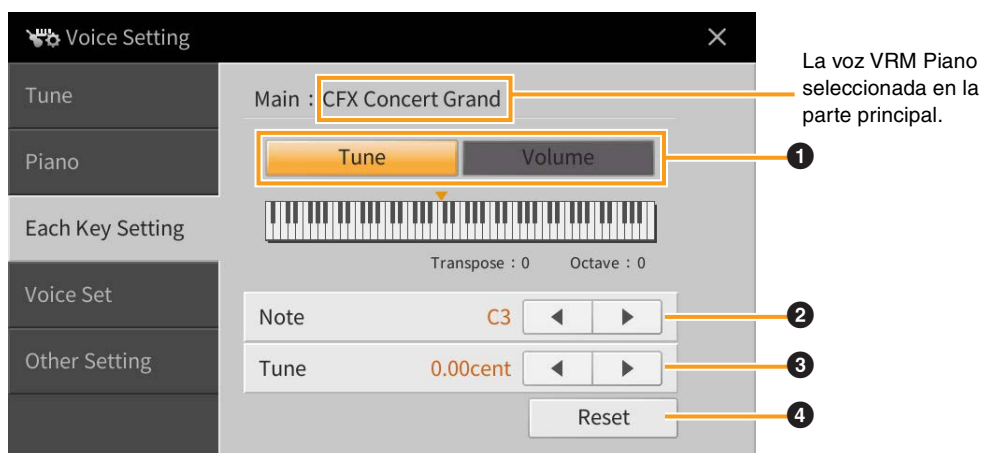 Voice Setting
Tune
Piano
Each Key Setting
Voice Set
Other Setting
Main : CFX Concert Grand
Tune Volume
Transpose : 0 Octave : 0
Note C3
Tune 0.00cent
Reset
La voz VRM Piano
seleccionada en la
parte principal.
1
2
3
4